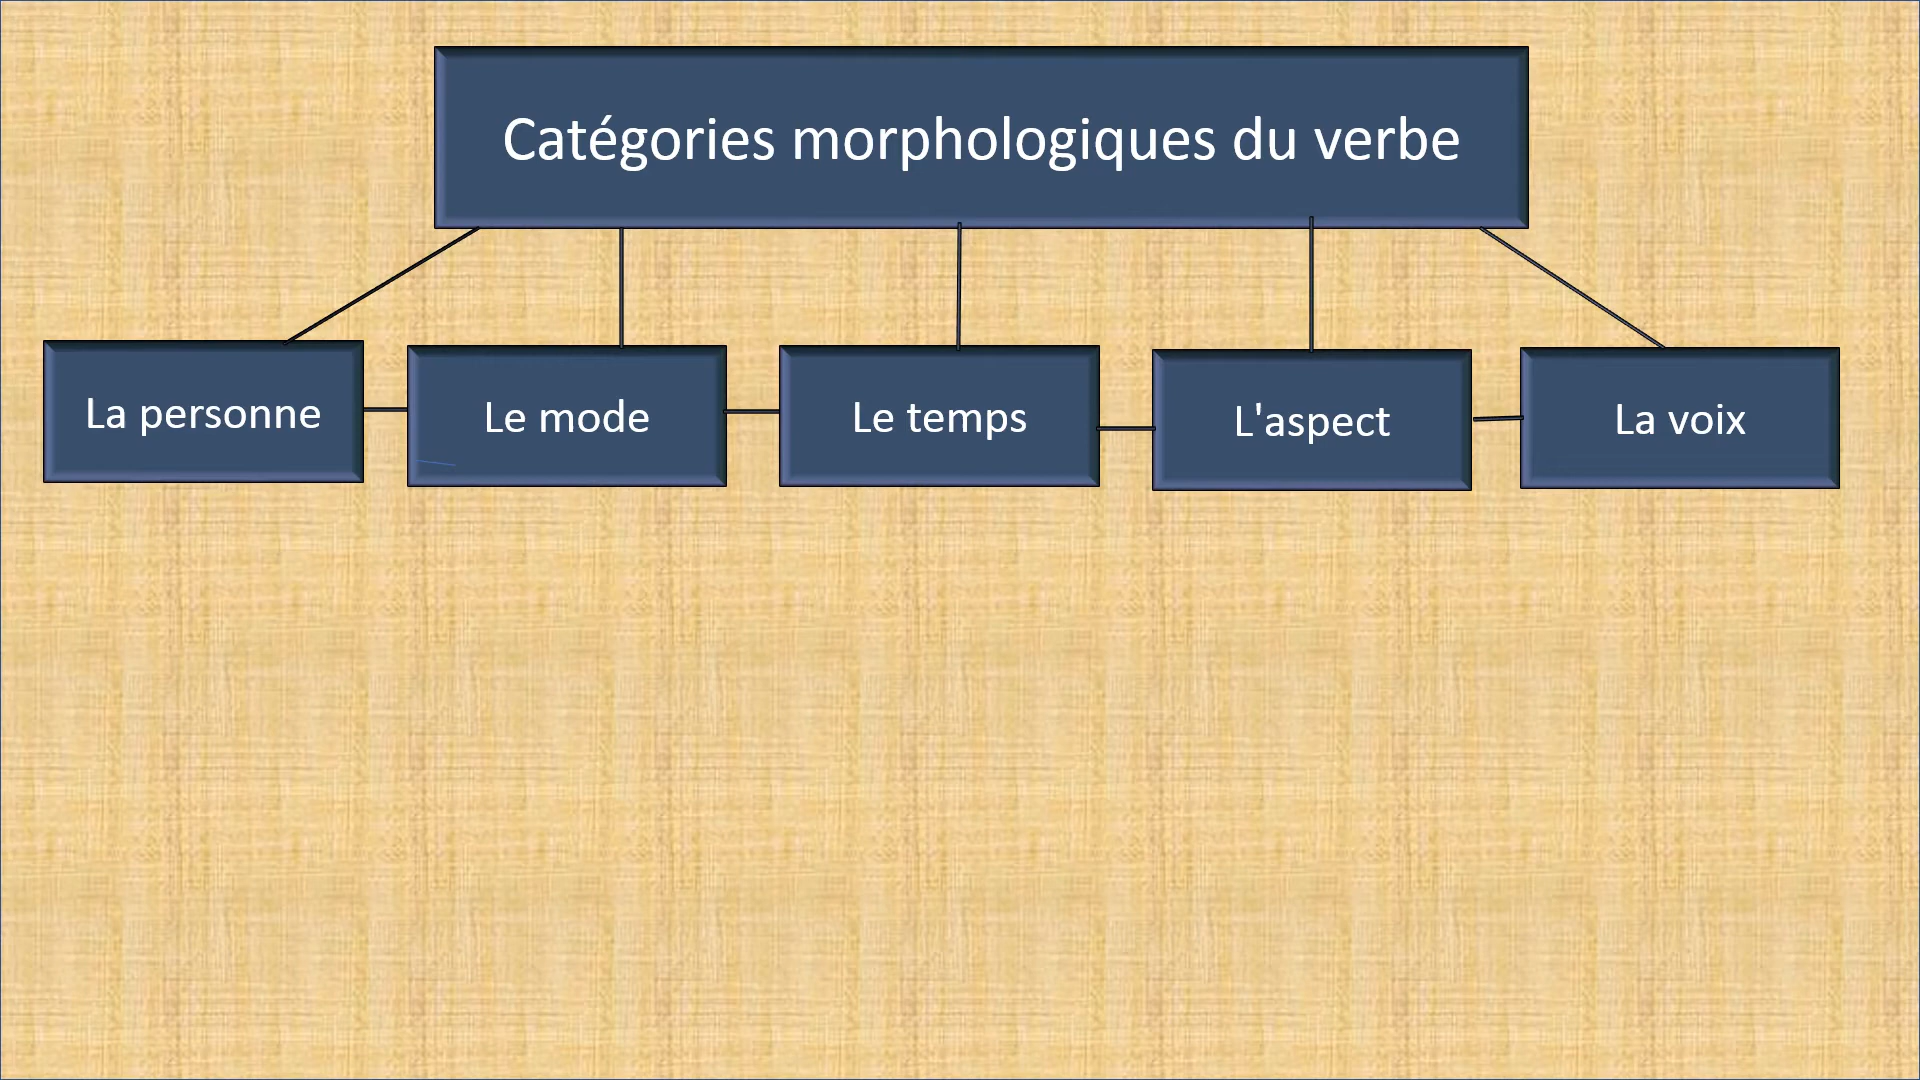 Catégories morphologiques du verbe
La personne
Le mode
Le temps
L'aspect
La voix